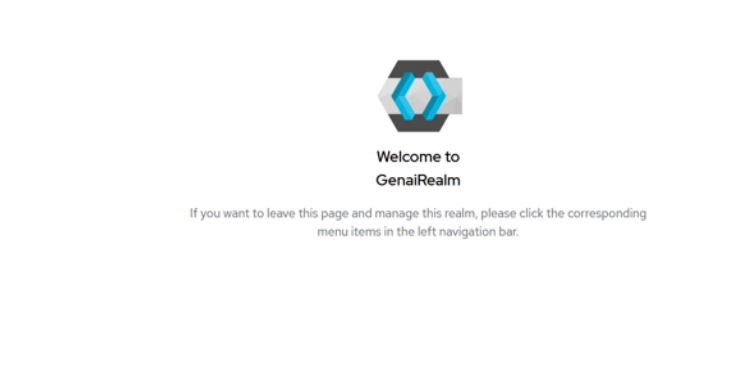 Welcome to
GenaiRealm
If you want to leave this page and manage this realm, please click the corresponding
menu items in the left navigation bar.